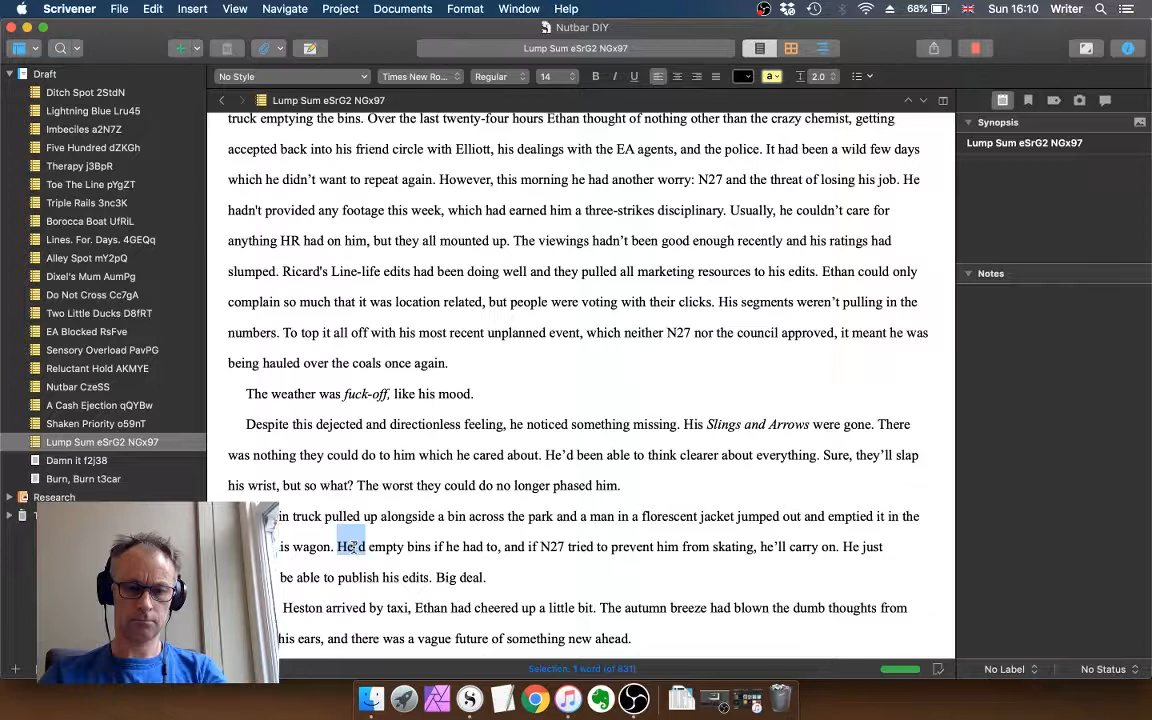 Scrivener File Edit Insert View Navigate Project Documents Format Window Help 68% Sun 16:10 Writer
Nutbar DIY
Lump Sum eSrG2 NGx97
No Style Times New Ro... Regular 14 B I U a 2.0
Draft
Ditch Spot 2StdN
Lightning Blue Lru45
Imbeciles a2N7Z
Five Hundred dZKGh
Therapy j3BpR
Toe The Line pYgZT
Triple Rails 3nc3K
Borocca Boat UfRiL
Lines. For. Days. 4GEQq
Alley Spot mY2pQ
Dixel's Mum AumPg
Do Not Cross Cc7gA
Two Little Ducks D8fRT
EA Blocked RsFve
Sensory Overload PavPG
Reluctant Hold AKMYE
Nutbar CzeSS
A Cash Ejection qQYBw
Shaken Priority o59nT
Lump Sum eSrG2 NGx97
Damn it f2j38
Burn, Burn t3car
Research
T
Lump Sum eSrG2 NGx97
truck emptying the bins. Over the last twenty-four hours Ethan thought of nothing other than the crazy chemist, getting
accepted back into his friend circle with Elliott, his dealings with the EA agents, and the police. It had been a wild few days
which he didn't want to repeat again. However, this morning he had another worry: N27 and the threat of losing his job. He
hadn't provided any footage this week, which had earned him a three-strikes disciplinary. Usually, he couldn't care for
anything HR had on him, but they all mounted up. The viewings hadn't been good enough recently and his ratings had
slumped. Ricard's Line-life edits had been doing well and they pulled all marketing resources to his edits. Ethan could only
complain so much that it was location related, but people were voting with their clicks. His segments weren't pulling in the
numbers. To top it all off with his most recent unplanned event, which neither N27 nor the council approved, it meant he was
being hauled over the coals once again.
The weather was fuck-off, like his mood.
Despite this dejected and directionless feeling, he noticed something missing. His Slings and Arrows were gone. There
was nothing they could do to him which he cared about. He'd been able to think clearer about everything. Sure, they'll slap
his wrist, but so what? The worst they could do no longer phased him.
in truck pulled up alongside a bin across the park and a man in a florescent jacket jumped out and emptied it in the
is wagon. He'd empty bins if he had to, and if N27 tried to prevent him from skating, he'll carry on. He just
be able to publish his edits. Big deal.
Heston arrived by taxi, Ethan had cheered up a little bit. The autumn breeze had blown the dumb thoughts from
his ears, and there was a vague future of something new ahead.
Selection: 1 word (of 831)
Synopsis
Lump Sum eSrG2 NGx97
Notes
No Label
No Status